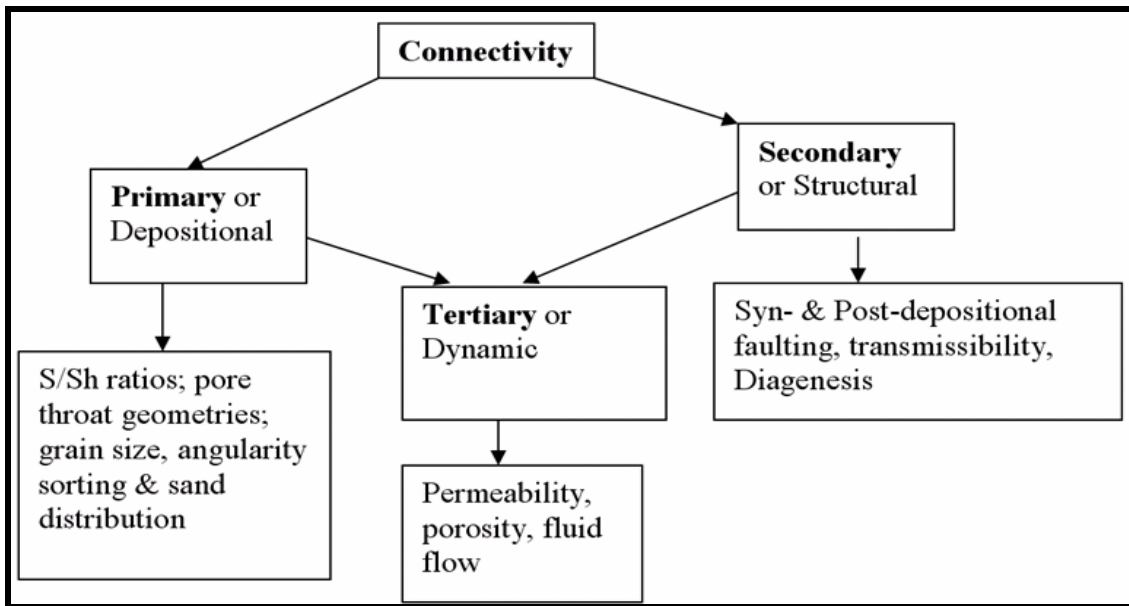 Connectivity
Primary or
Depositional
Secondary
or Structural
Tertiary or
Dynamic
S/Sh ratios; pore
throat geometries;
grain size, angularity
sorting & sand
distribution
Permeability,
porosity, fluid
flow
Syn- & Post-depositional
faulting, transmissibility,
Diagenesis